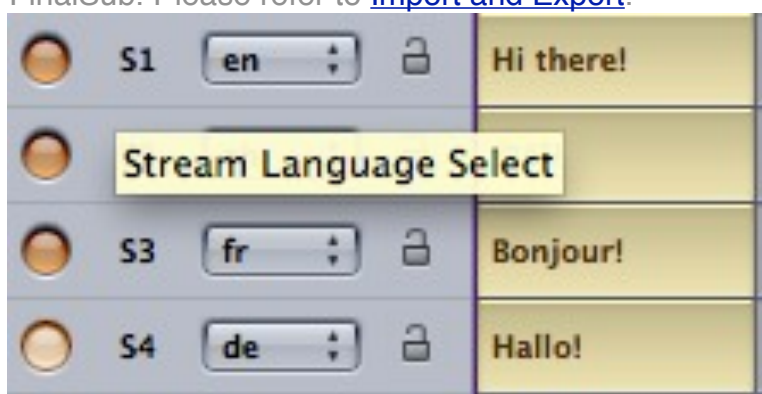 FinalSub. Please refer to Import and Export.
S1 en Hi there!
Stream Language Select
S3 fr Bonjour!
S4 de Hallo!